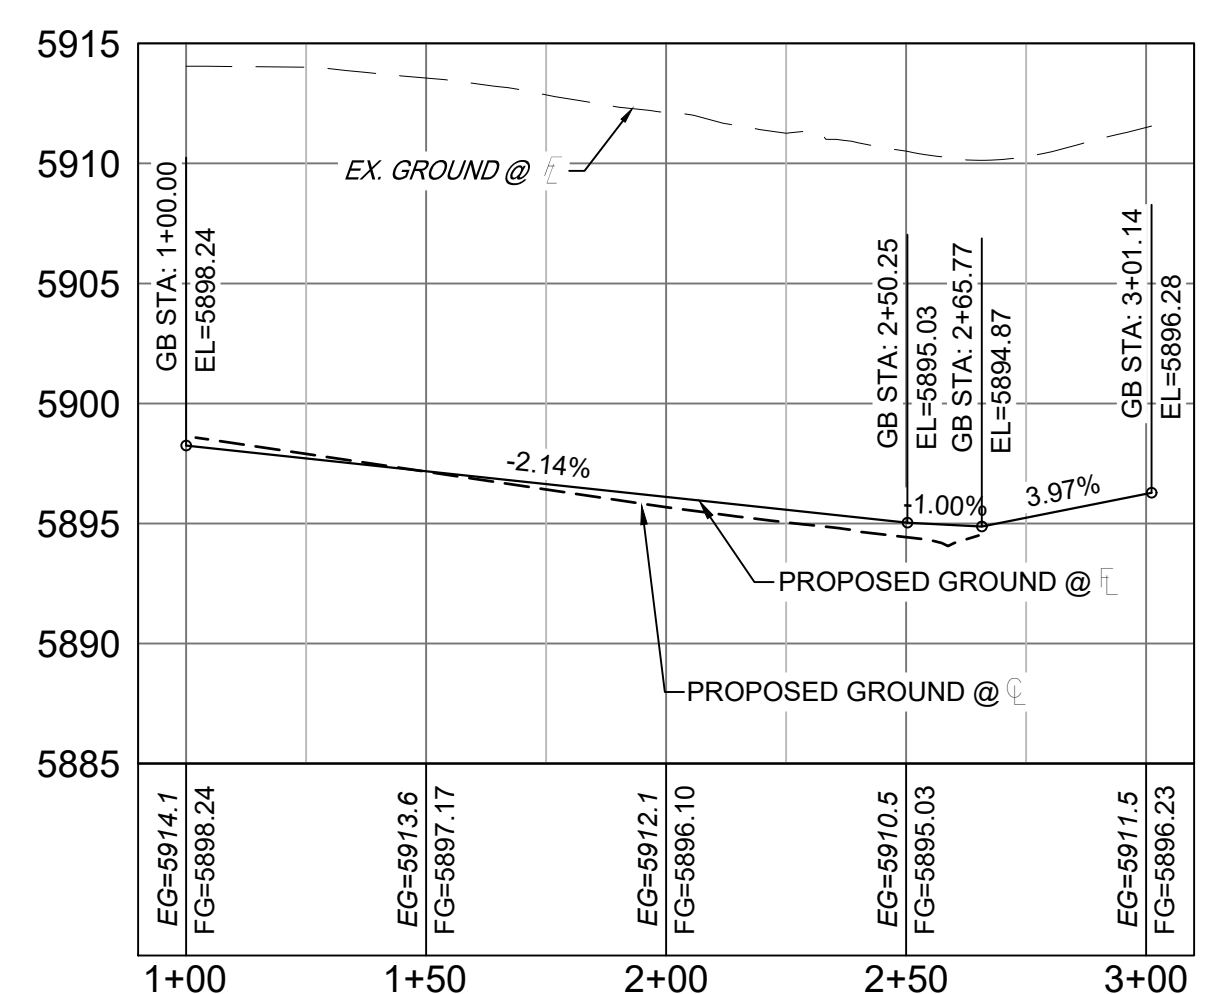 5915
5910
5905
5900
5895
5890
5885
EX. GROUND @ FL
GB STA: 1+00.00
EL=5898.24
GB STA: 2+50.25
EL=5895.03
GB STA: 2+65.77
EL=5894.87
GB STA: 3+01.14
EL=5896.28
-2.14%
-1.00%
3.97%
PROPOSED GROUND @ FL
PROPOSED GROUND @ CL
EG=5914.1
FG=5898.24
EG=5913.6
FG=5897.17
EG=5912.1
FG=5896.10
EG=5910.5
FG=5895.03
EG=5911.5
FG=5896.23
1+00
1+50
2+00
2+50
3+00